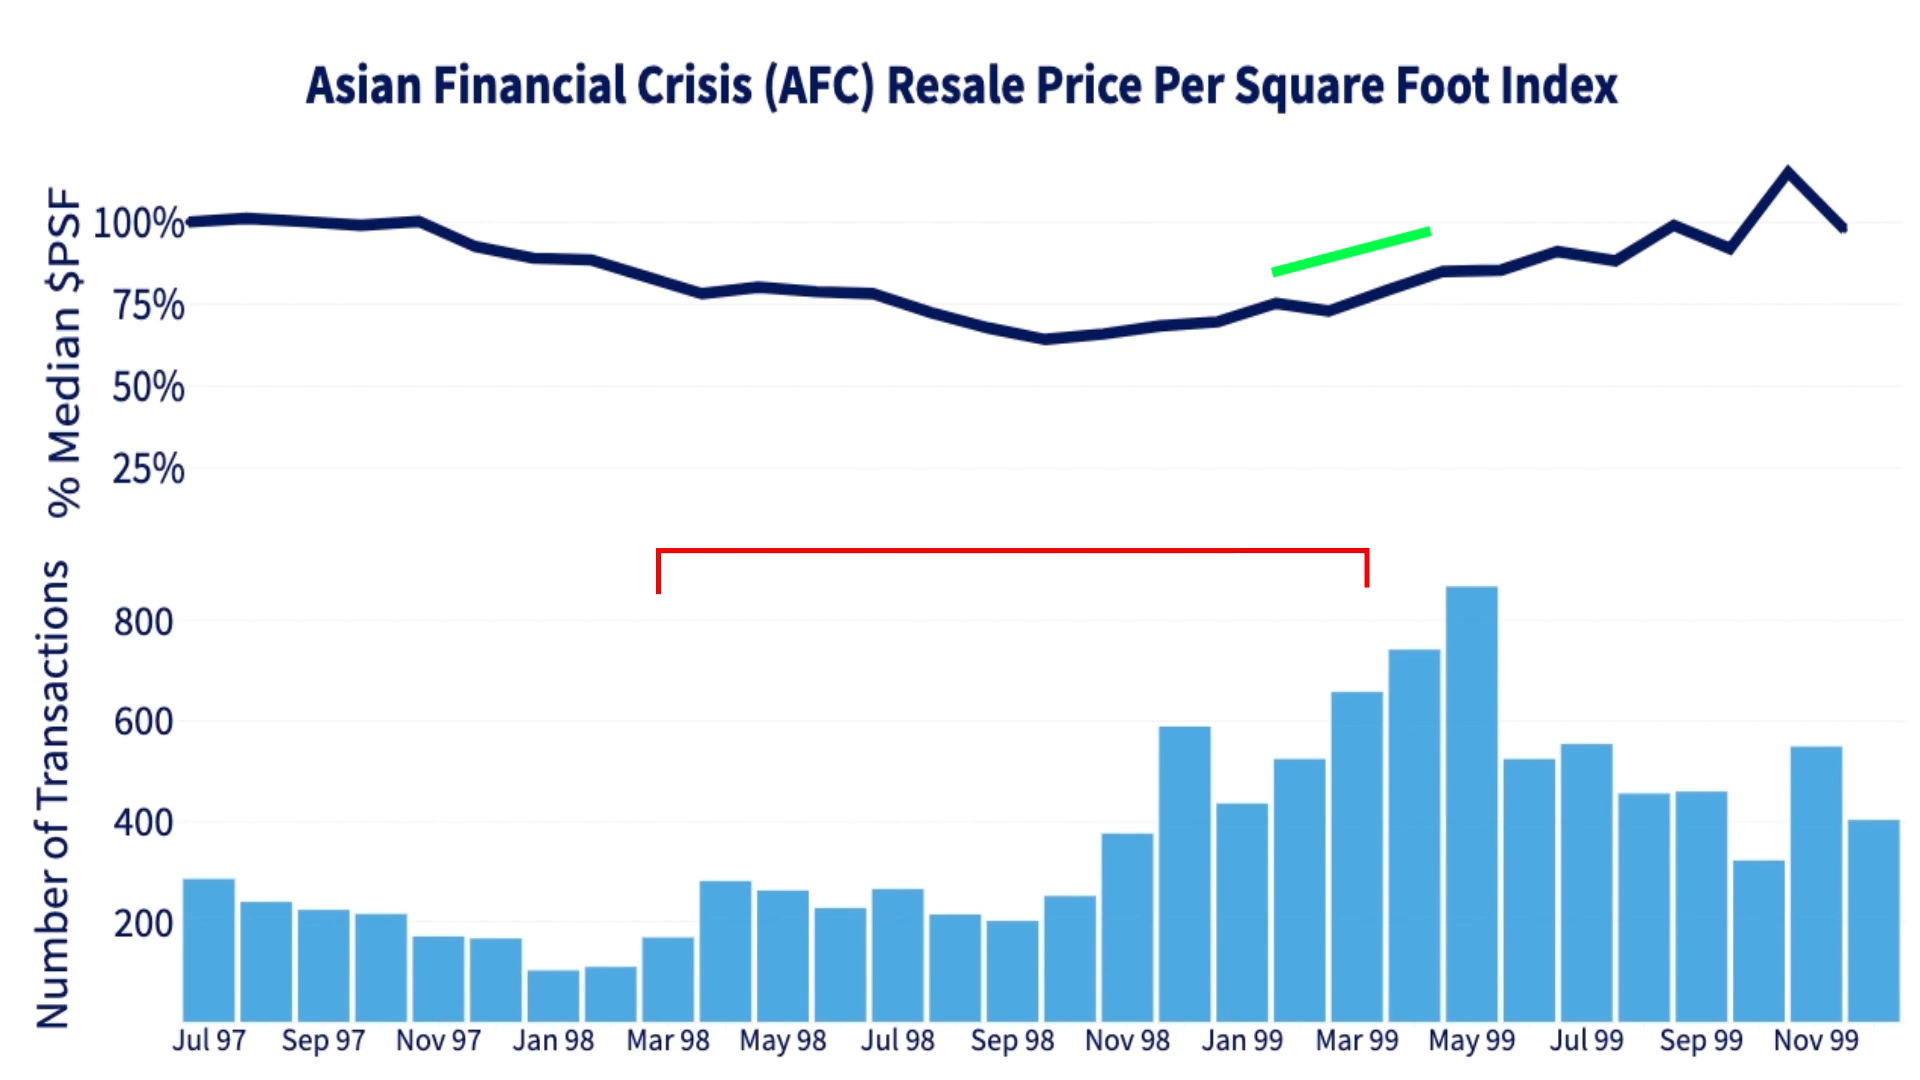 Asian Financial Crisis (AFC) Resale Price Per Square Foot Index
% Median $PSF
100%
75%
50%
25%
Number of Transactions
800
600
400
200
Jul 97 Sep 97 Nov 97 Jan 98 Mar 98 May 98 Jul 98 Sep 98 Nov 98 Jan 99 Mar 99 May 99 Jul 99 Sep 99 Nov 99